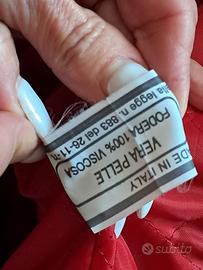 MADE IN ITALY
VERA PELLE
FODERA 100% VISCOSA
legge n. 883 del 26-11-
subito